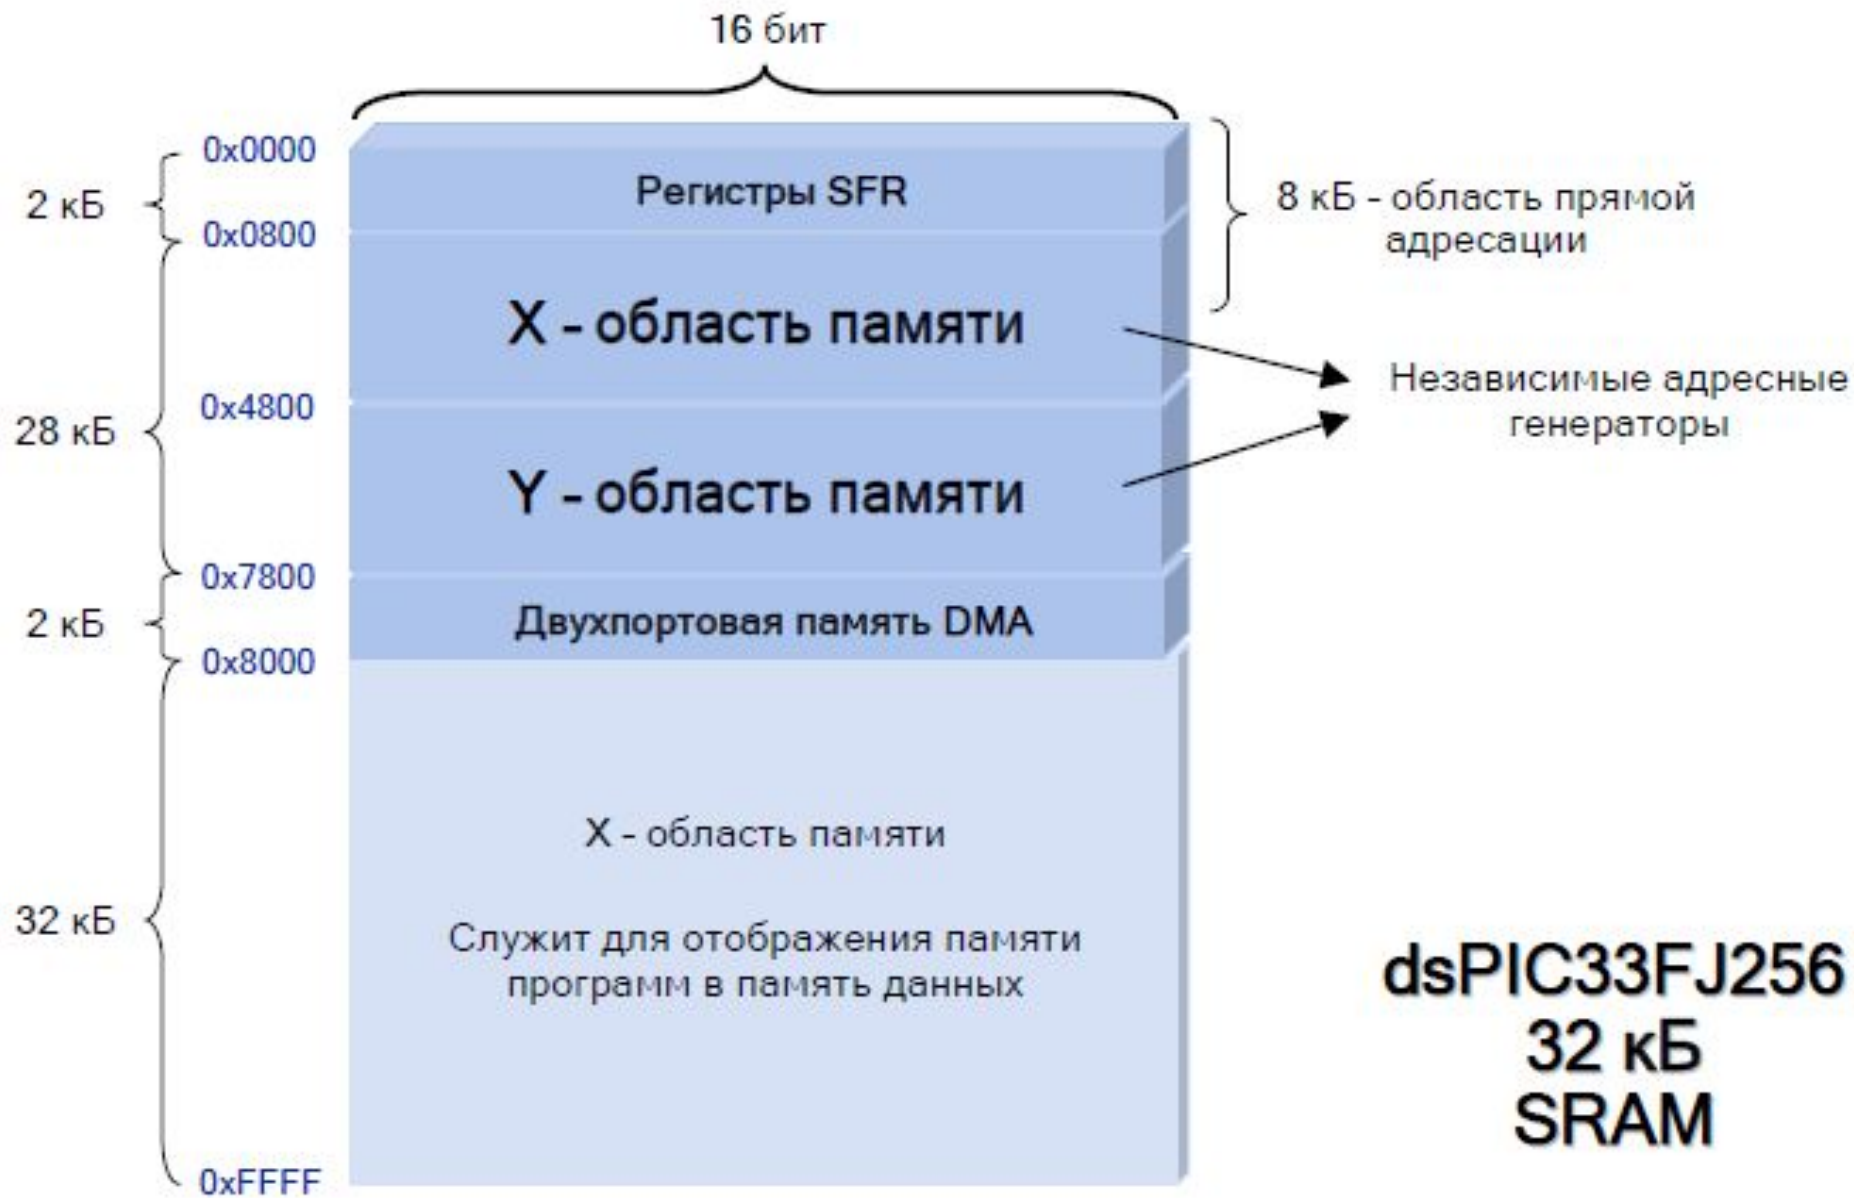 16 бит
0x0000
Регистры SFR
2 кБ
8 кБ - область прямой
адресации
0x0800
X - область памяти
Независимые адресные
генераторы
0x4800
28 кБ
Y - область памяти
0x7800
2 кБ
Двухпортовая память DMA
0x8000
X - область памяти
32 кБ
Служит для отображения памяти
программ в память данных
dsPIC33FJ256
32 кБ
SRAM
0xFFFF